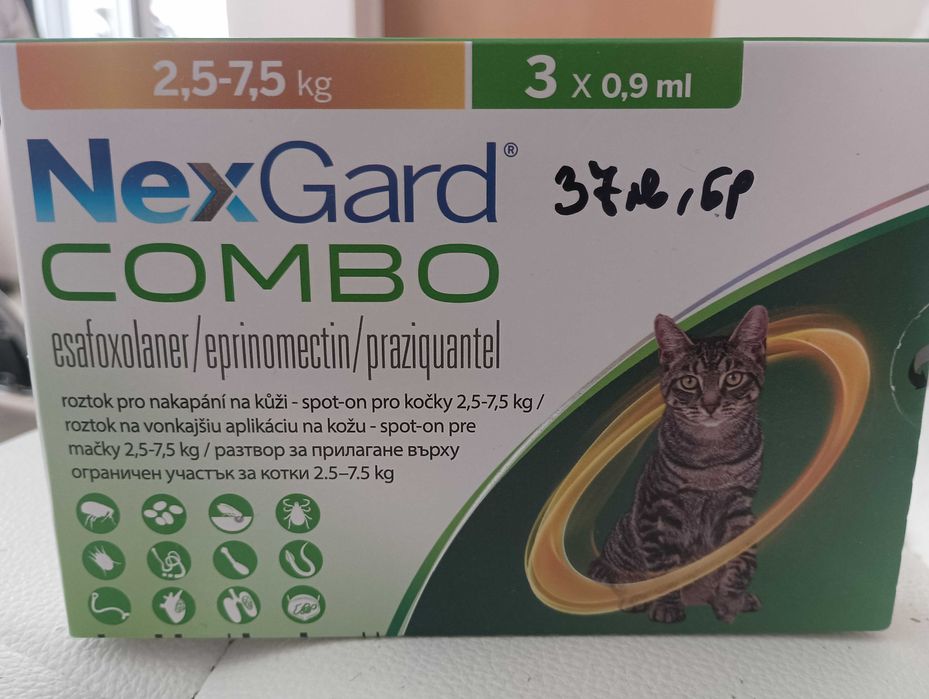 2,5-7,5 kg
3 x 0,9 ml
NexGard®
37лв, бр
COMBO
esafoxolaner/eprinomectin/praziquantel
roztok pro nakapání na kůži - spot-on pro kočky 2,5-7,5 kg /
roztok na vonkajšiu aplikáciu na kožu - spot-on pre
mačky 2,5-7,5 kg / разтвор за прилагане върху
ограничен участък за котки 2.5–7.5 kg